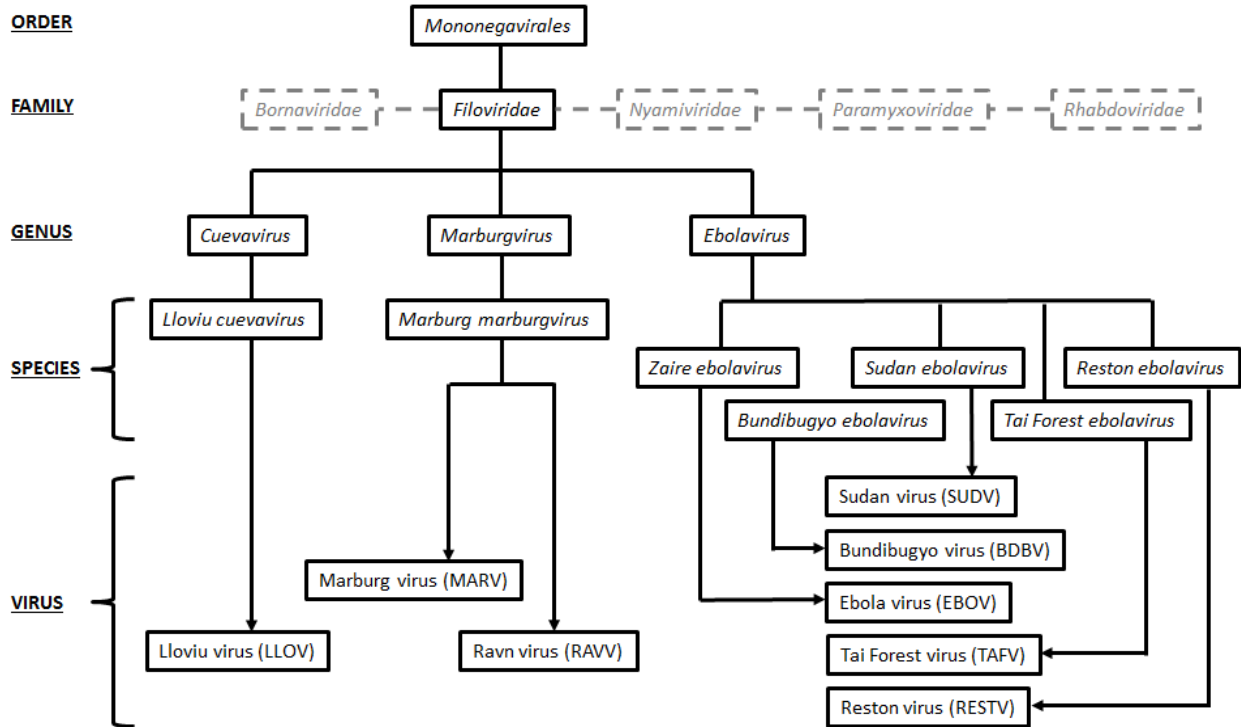 ORDER
Mononegavirales
FAMILY
Bornaviridae
Filoviridae
Nyamiviridae
Paramyxoviridae
Rhabdoviridae
GENUS
Cuevavirus
Marburgvirus
Ebolavirus
SPECIES
Lloviu cuevavirus
Marburg marburgvirus
Zaire ebolavirus
Sudan ebolavirus
Reston ebolavirus
Bundibugyo ebolavirus
Tai Forest ebolavirus
VIRUS
Sudan virus (SUDV)
Bundibugyo virus (BDBV)
Marburg virus (MARV)
Ebola virus (EBOV)
Lloviu virus (LLOV)
Ravn virus (RAVV)
Tai Forest virus (TAFV)
Reston virus (RESTV)